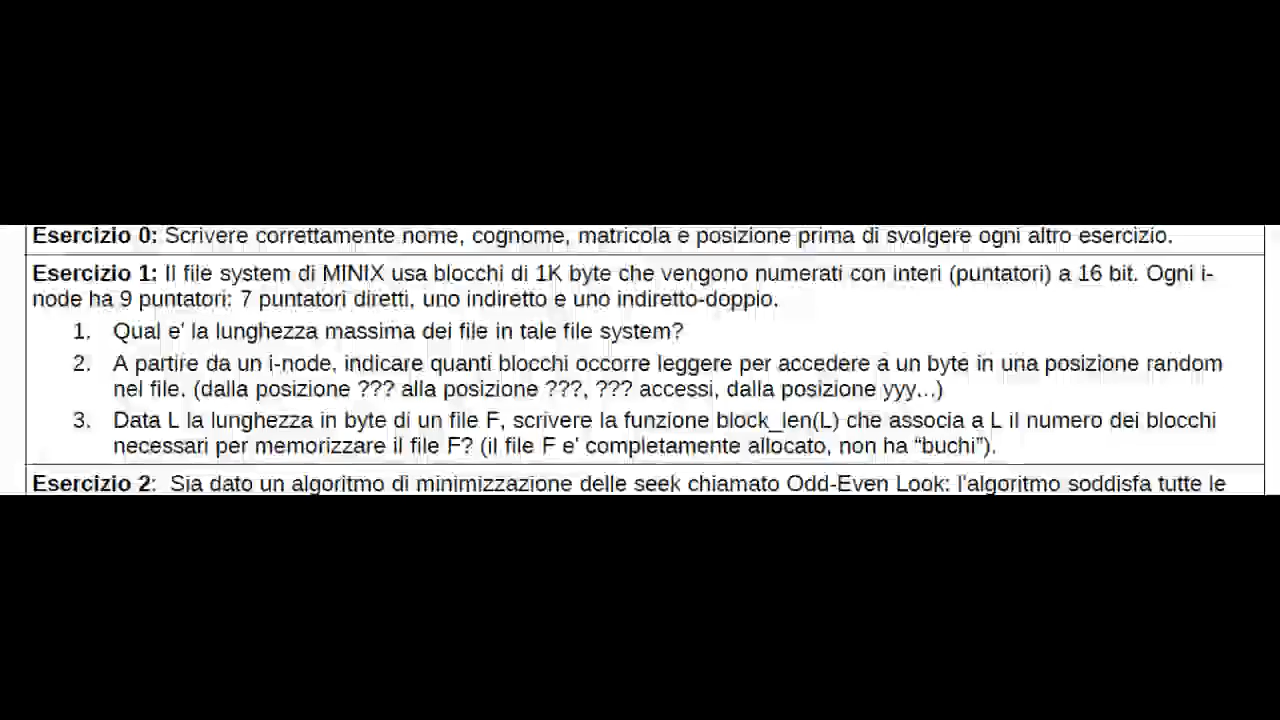 Esercizio 0: Scrivere correttamente nome, cognome, matricola e posizione prima di svolgere ogni altro esercizio.
Esercizio 1: Il file system di MINIX usa blocchi di 1K byte che vengono numerati con interi (puntatori) a 16 bit. Ogni i-
node ha 9 puntatori: 7 puntatori diretti, uno indiretto e uno indiretto-doppio.
1. Qual e' la lunghezza massima dei file in tale file system?
2. A partire da un i-node, indicare quanti blocchi occorre leggere per accedere a un byte in una posizione random
nel file. (dalla posizione ??? alla posizione ???, ??? accessi, dalla posizione yyy...)
3. Data L la lunghezza in byte di un file F, scrivere la funzione block_len(L) che associa a L il numero dei blocchi
necessari per memorizzare il file F? (il file F e' completamente allocato, non ha “buchi”).
Esercizio 2: Sia dato un algoritmo di minimizzazione delle seek chiamato Odd-Even Look: l'algoritmo soddisfa tutte le